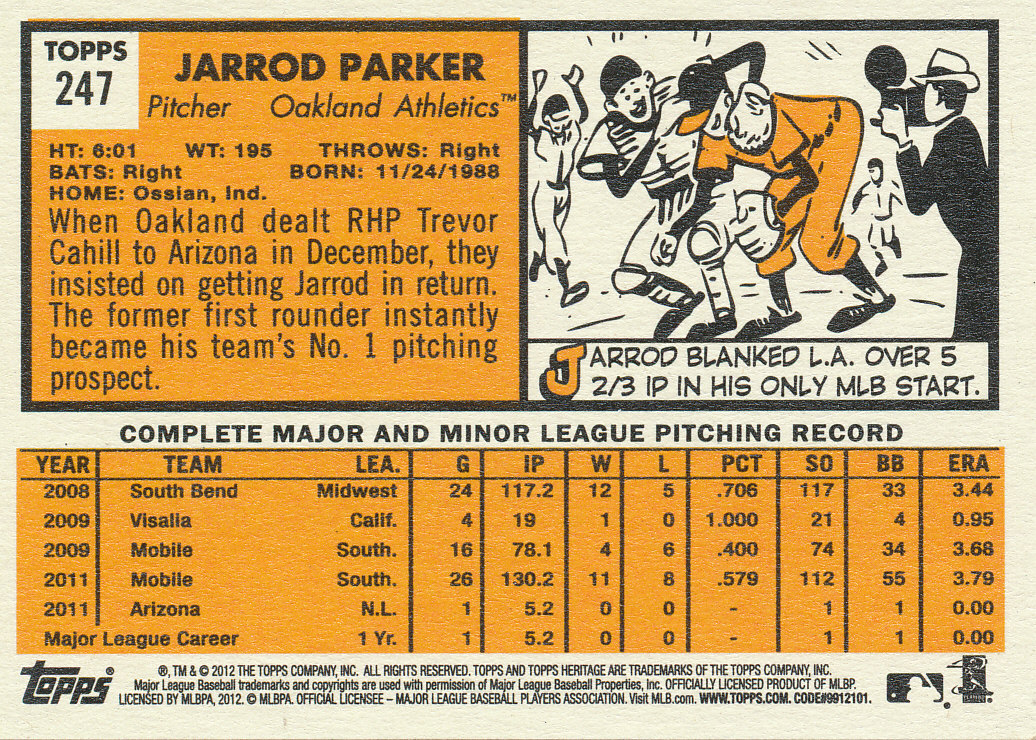 TOPPS
247
JARROD PARKER
Pitcher Oakland Athletics™
HT: 6:01 WT: 195 THROWS: Right
BATS: Right BORN: 11/24/1988
HOME: Ossian, Ind.
When Oakland dealt RHP Trevor
Cahill to Arizona in December, they
insisted on getting Jarrod in return.
The former first rounder instantly
became his team's No. 1 pitching
prospect.
JARROD BLANKED L.A. OVER 5
2/3 IP IN HIS ONLY MLB START.
COMPLETE MAJOR AND MINOR LEAGUE PITCHING RECORD
YEAR TEAM LEA. G IP W L PCT SO BB ERA
2008 South Bend Midwest 24 117.2 12 5 .706 117 33 3.44
2009 Visalia Calif. 4 19 1 0 1.000 21 4 0.95
2009 Mobile South. 16 78.1 4 6 .400 74 34 3.68
2011 Mobile South. 26 130.2 11 8 .579 112 55 3.79
2011 Arizona N.L. 1 5.2 0 0 - 1 1 0.00
Major League Career 1 Yr. 1 5.2 0 0 - 1 1 0.00
topps
®, TM & © 2012 THE TOPPS COMPANY, INC. ALL RIGHTS RESERVED. TOPPS AND TOPPS HERITAGE ARE TRADEMARKS OF THE TOPPS COMPANY, INC.
Major League Baseball trademarks and copyrights are used with permission of Major League Baseball Properties, Inc. OFFICIALLY LICENSED PRODUCT OF MLBP.
LICENSED BY MLBPA, 2012. © MLBPA. OFFICIAL LICENSEE – MAJOR LEAGUE BASEBALL PLAYERS ASSOCIATION. Visit MLB.com. WWW.TOPPS.COM. CODE#9912101.